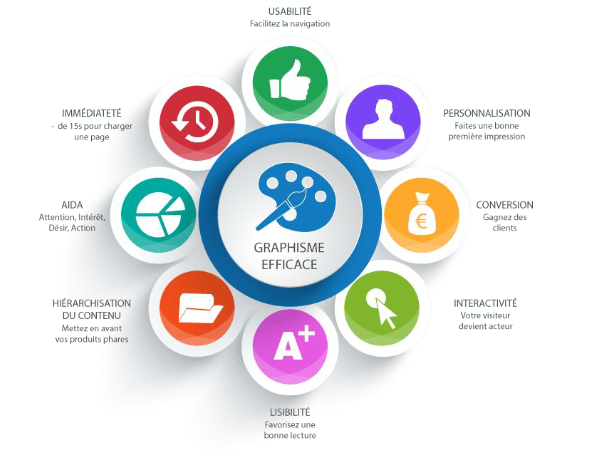 USABILITÉ
Facilitez la navigation
IMMÉDIATETÉ
- de 15s pour charger
une page
PERSONNALISATION
Faites une bonne
première impression
AIDA
Attention, Intérêt,
Désir, Action
GRAPHISME
EFFICACE
CONVERSION
Gagnez des
clients
€
HIÉRARCHISATION
DU CONTENU
Mettez en avant
vos produits phares
INTERACTIVITÉ
Votre visiteur
devient acteur
A+
LISIBILITÉ
Favorisez une
bonne lecture